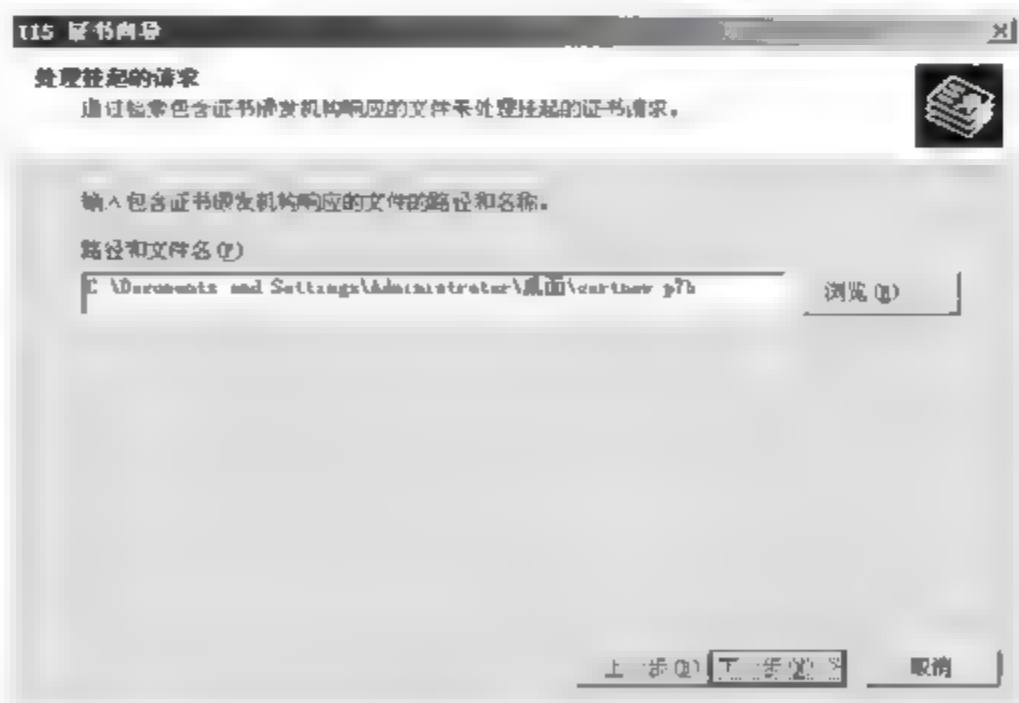 IIS 证书向导
处理挂起的请求
通过检索包含证书颁发机构响应的文件来处理挂起的证书请求。
输入包含证书颁发机构响应的文件的路径和名称。
路径和文件名(P)
C:\Documents and Settings\Administrator\桌面\certnew.p7b
浏览(R)
上一步(B) 下一步(N) > 取消